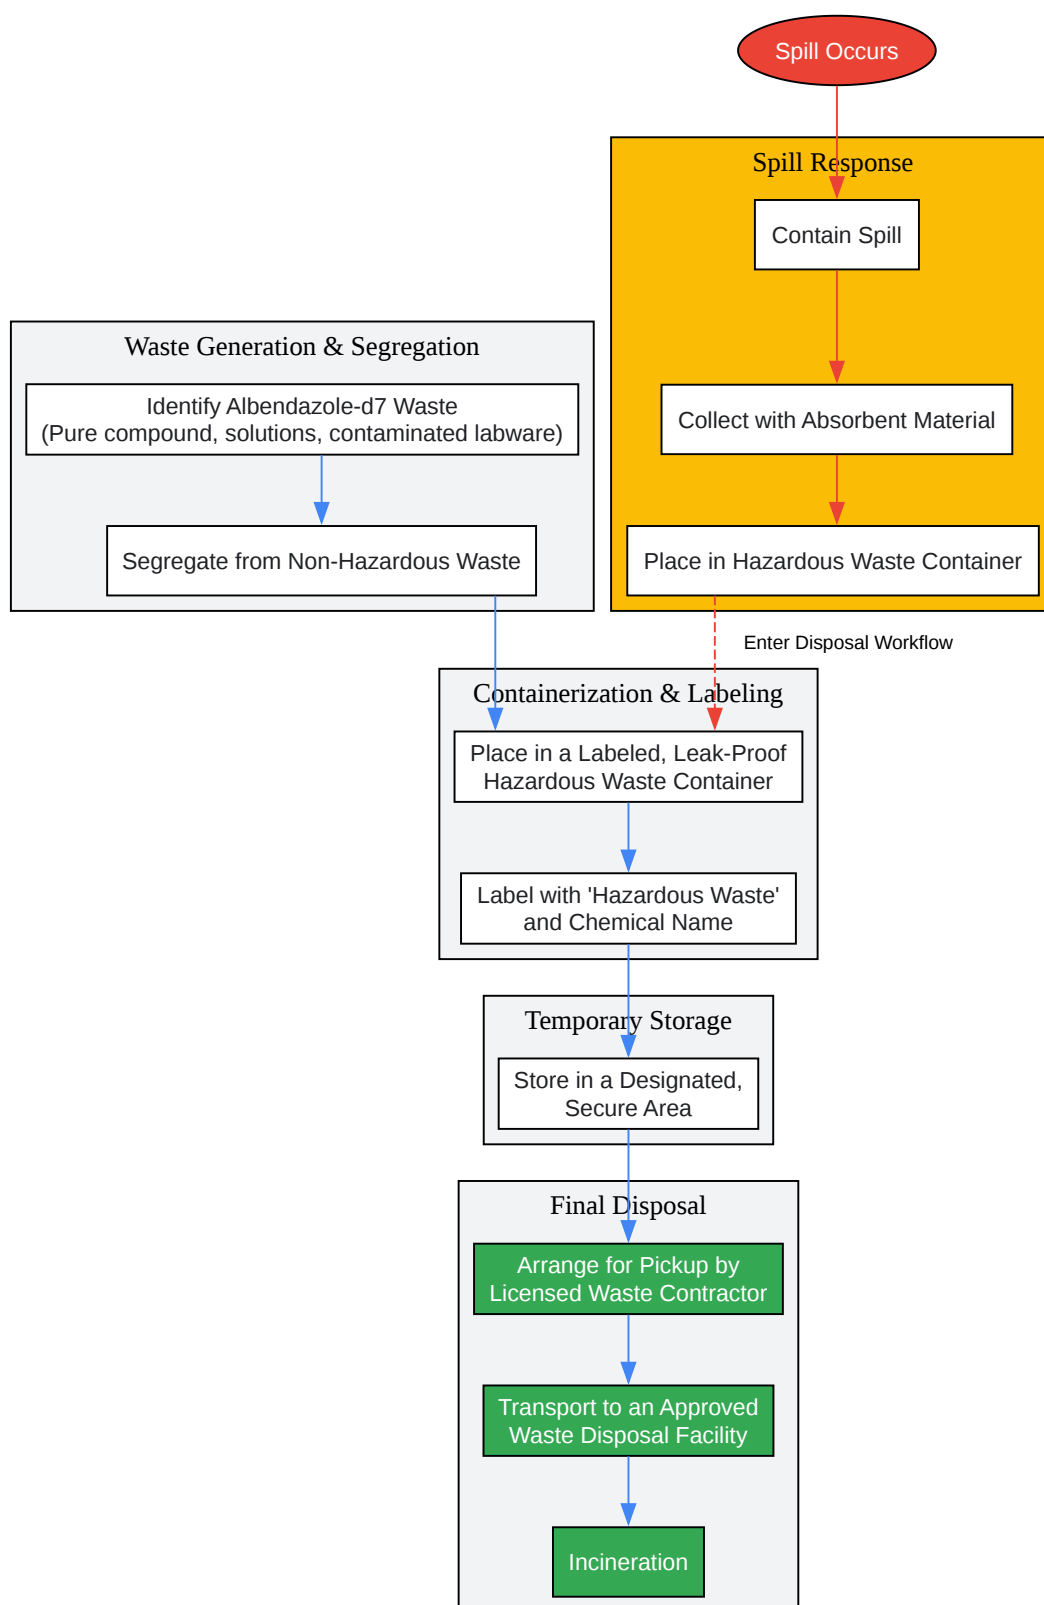 Spill Occurs
Spill Response
Contain Spill
Collect with Absorbent Material
Place in Hazardous Waste Container
Waste Generation & Segregation
Identify Albendazole-d7 Waste
(Pure compound, solutions, contaminated labware)
Segregate from Non-Hazardous Waste
Enter Disposal Workflow
Containerization & Labeling
Place in a Labeled, Leak-Proof
Hazardous Waste Container
Label with 'Hazardous Waste'
and Chemical Name
Temporary Storage
Store in a Designated,
Secure Area
Final Disposal
Arrange for Pickup by
Licensed Waste Contractor
Transport to an Approved
Waste Disposal Facility
Incineration